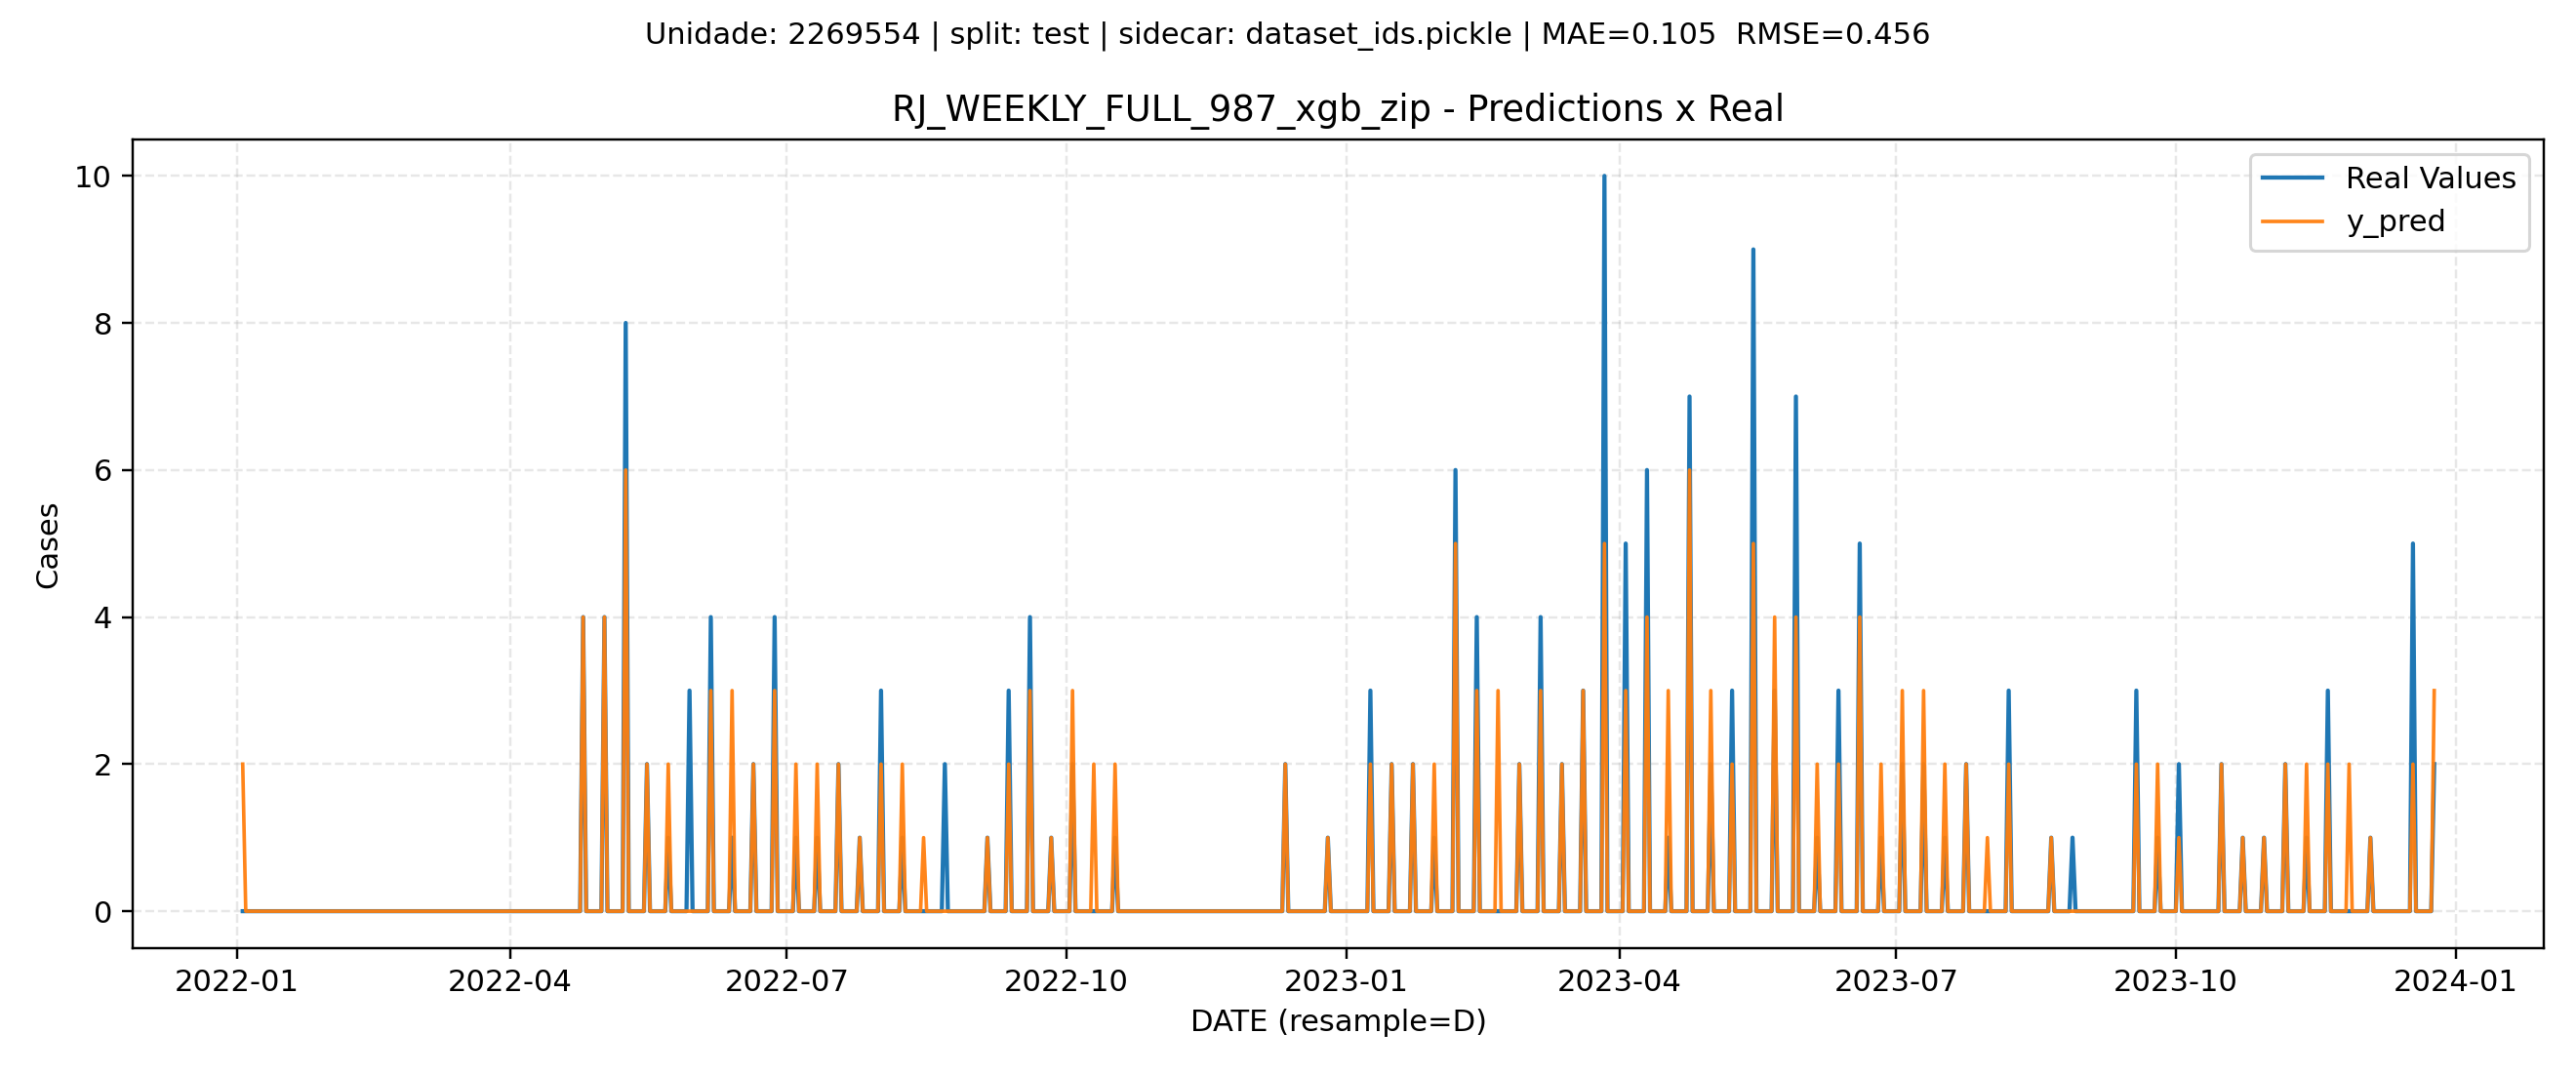 Unidade: 2269554 | split: test | sidecar: dataset_ids.pickle | MAE=0.105  RMSE=0.456
RJ_WEEKLY_FULL_987_xgb_zip - Predictions x Real
Real Values
y_pred
Cases
10
8
6
4
2
0
2022-01
2022-04
2022-07
2022-10
2023-01
2023-04
2023-07
2023-10
2024-01
DATE (resample=D)